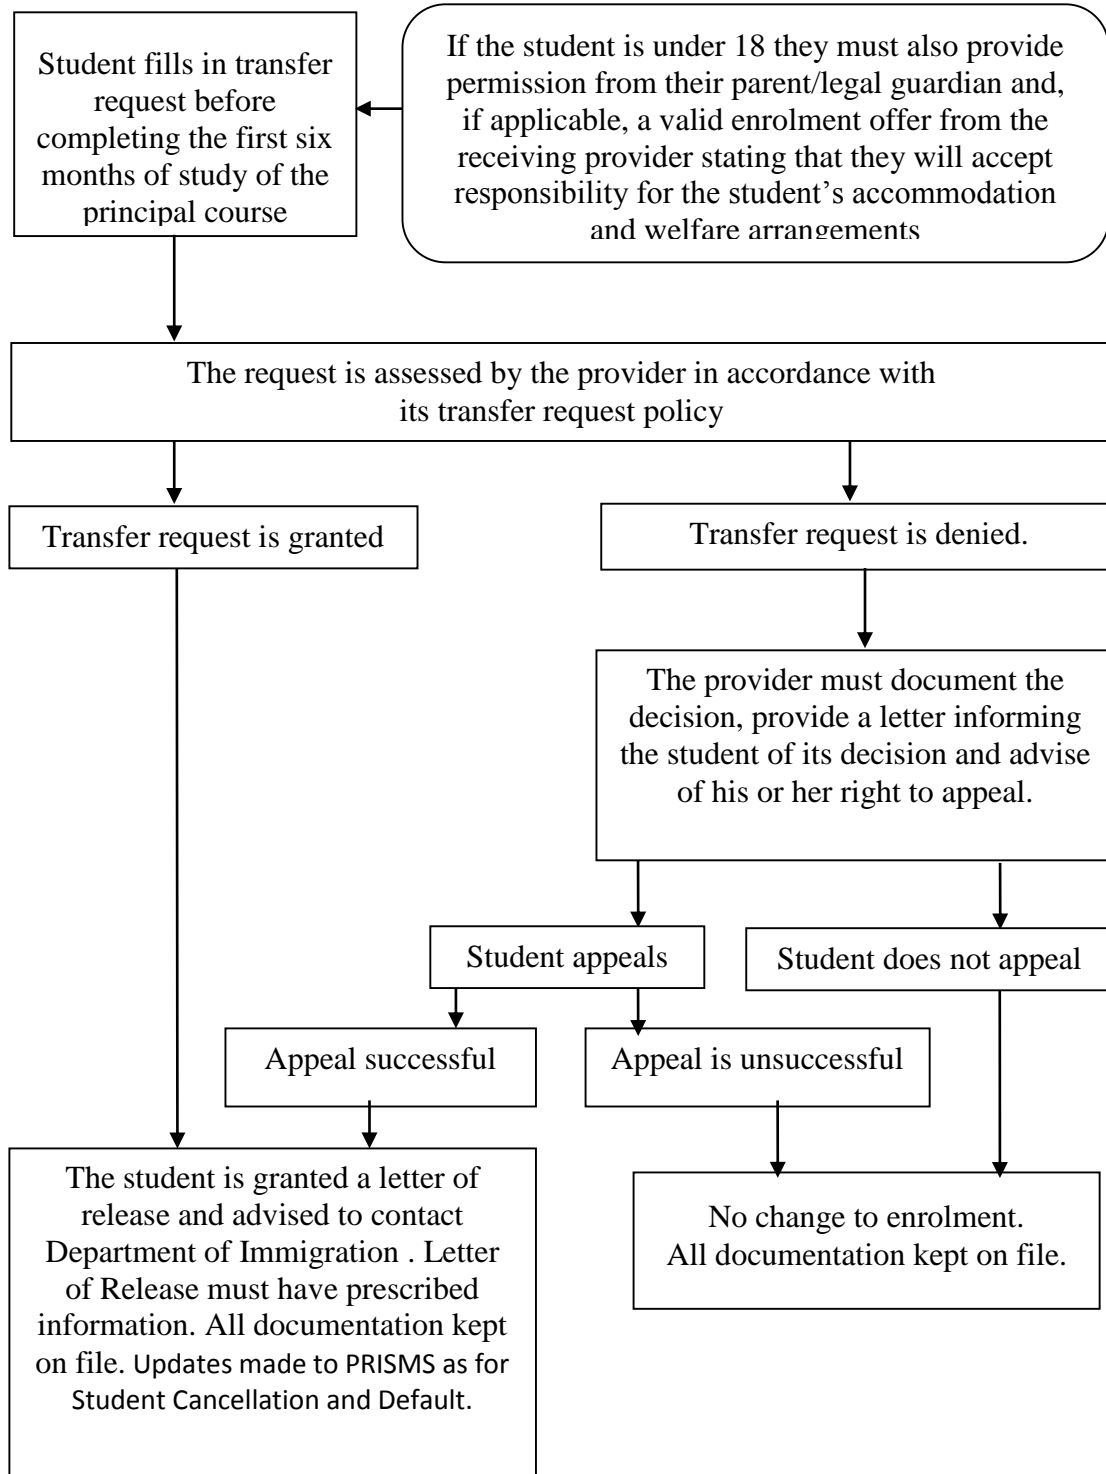 Student fills in transfer
request before
completing the first six
months of study of the
principal course
If the student is under 18 they must also provide
permission from their parent/legal guardian and,
if applicable, a valid enrolment offer from the
receiving provider stating that they will accept
responsibility for the student’s accommodation
and welfare arrangements
The request is assessed by the provider in accordance with
its transfer request policy
Transfer request is granted
Transfer request is denied.
The provider must document the
decision, provide a letter informing
the student of its decision and advise
of his or her right to appeal.
Student appeals
Student does not appeal
Appeal successful
Appeal is unsuccessful
The student is granted a letter of
release and advised to contact
Department of Immigration . Letter
of Release must have prescribed
information. All documentation kept
on file. Updates made to PRISMS as for
Student Cancellation and Default.
No change to enrolment.
All documentation kept on file.